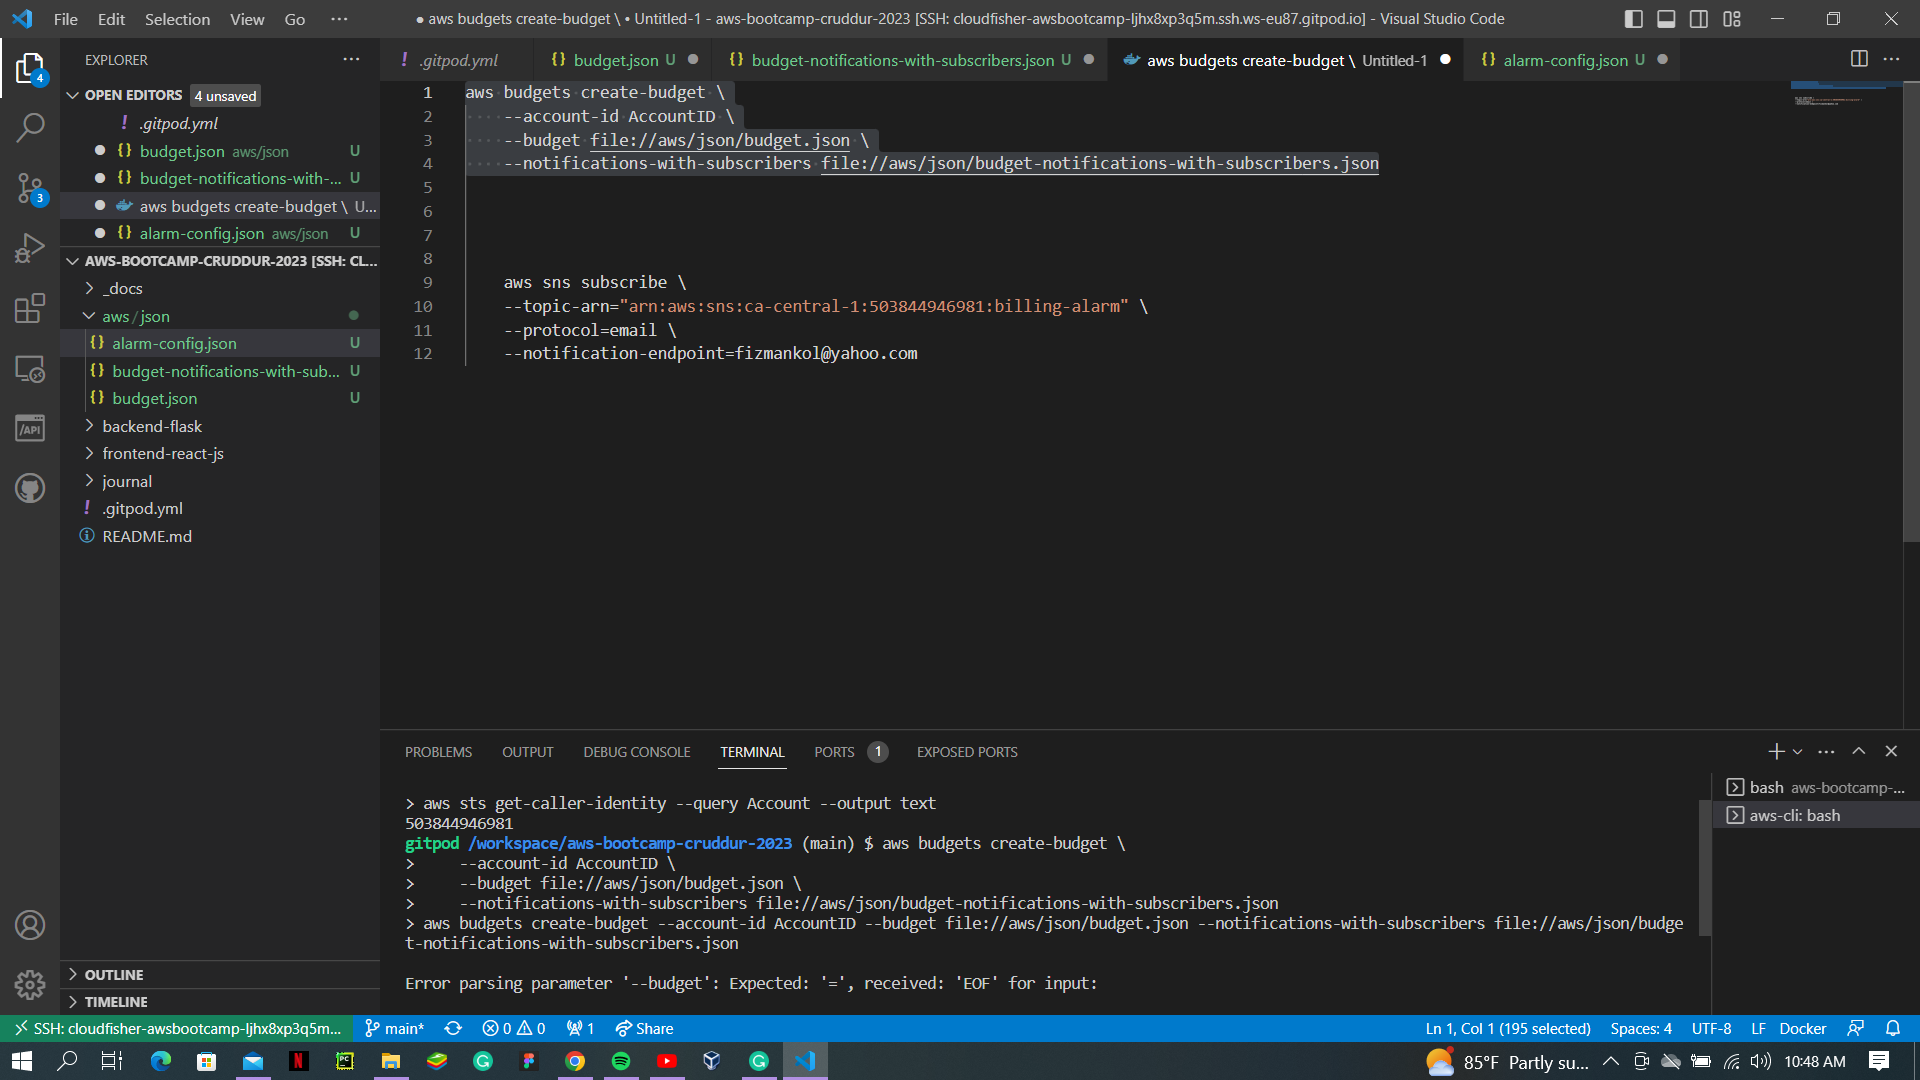 File Edit Selection View Go ···
● aws budgets create-budget \ • Untitled-1 - aws-bootcamp-cruddur-2023 [SSH: cloudfisher-awsbootcamp-ljhx8xp3q5m.ssh.ws-eu87.gitpod.io] - Visual Studio Code
EXPLORER ···
! .gitpod.yml
{} budget.json U ●
{} budget-notifications-with-subscribers.json U ●
aws budgets create-budget \ Untitled-1 ●
{} alarm-config.json U ●
4
3
/API
OPEN EDITORS 4 unsaved
! .gitpod.yml
● {} budget.json aws/json U
● {} budget-notifications-with-... U
● aws budgets create-budget \ U...
● {} alarm-config.json aws/json U
AWS-BOOTCAMP-CRUDDUR-2023 [SSH: CL...
> _docs
aws / json
{} alarm-config.json U
{} budget-notifications-with-sub... U
{} budget.json U
> backend-flask
> frontend-react-js
> journal
! .gitpod.yml
README.md
> OUTLINE
> TIMELINE
1 aws budgets create-budget \
2 --account-id AccountID \
3 --budget file://aws/json/budget.json \
4 --notifications-with-subscribers file://aws/json/budget-notifications-with-subscribers.json
5
6
7
8
9 aws sns subscribe \
10 --topic-arn="arn:aws:sns:ca-central-1:503844946981:billing-alarm" \
11 --protocol=email \
12 --notification-endpoint=fizmankol@yahoo.com
PROBLEMS OUTPUT DEBUG CONSOLE TERMINAL PORTS 1 EXPOSED PORTS
> aws sts get-caller-identity --query Account --output text
503844946981
gitpod /workspace/aws-bootcamp-cruddur-2023 (main) $ aws budgets create-budget \
> --account-id AccountID \
> --budget file://aws/json/budget.json \
> --notifications-with-subscribers file://aws/json/budget-notifications-with-subscribers.json
> aws budgets create-budget --account-id AccountID --budget file://aws/json/budget.json --notifications-with-subscribers file://aws/json/budge
t-notifications-with-subscribers.json
Error parsing parameter '--budget': Expected: '=', received: 'EOF' for input:
bash aws-bootcamp-...
aws-cli: bash
SSH: cloudfisher-awsbootcamp-ljhx8xp3q5m... main* 0 0 1 Share
Ln 1, Col 1 (195 selected) Spaces: 4 UTF-8 LF Docker
N PC G G
85°F Partly su... 10:48 AM